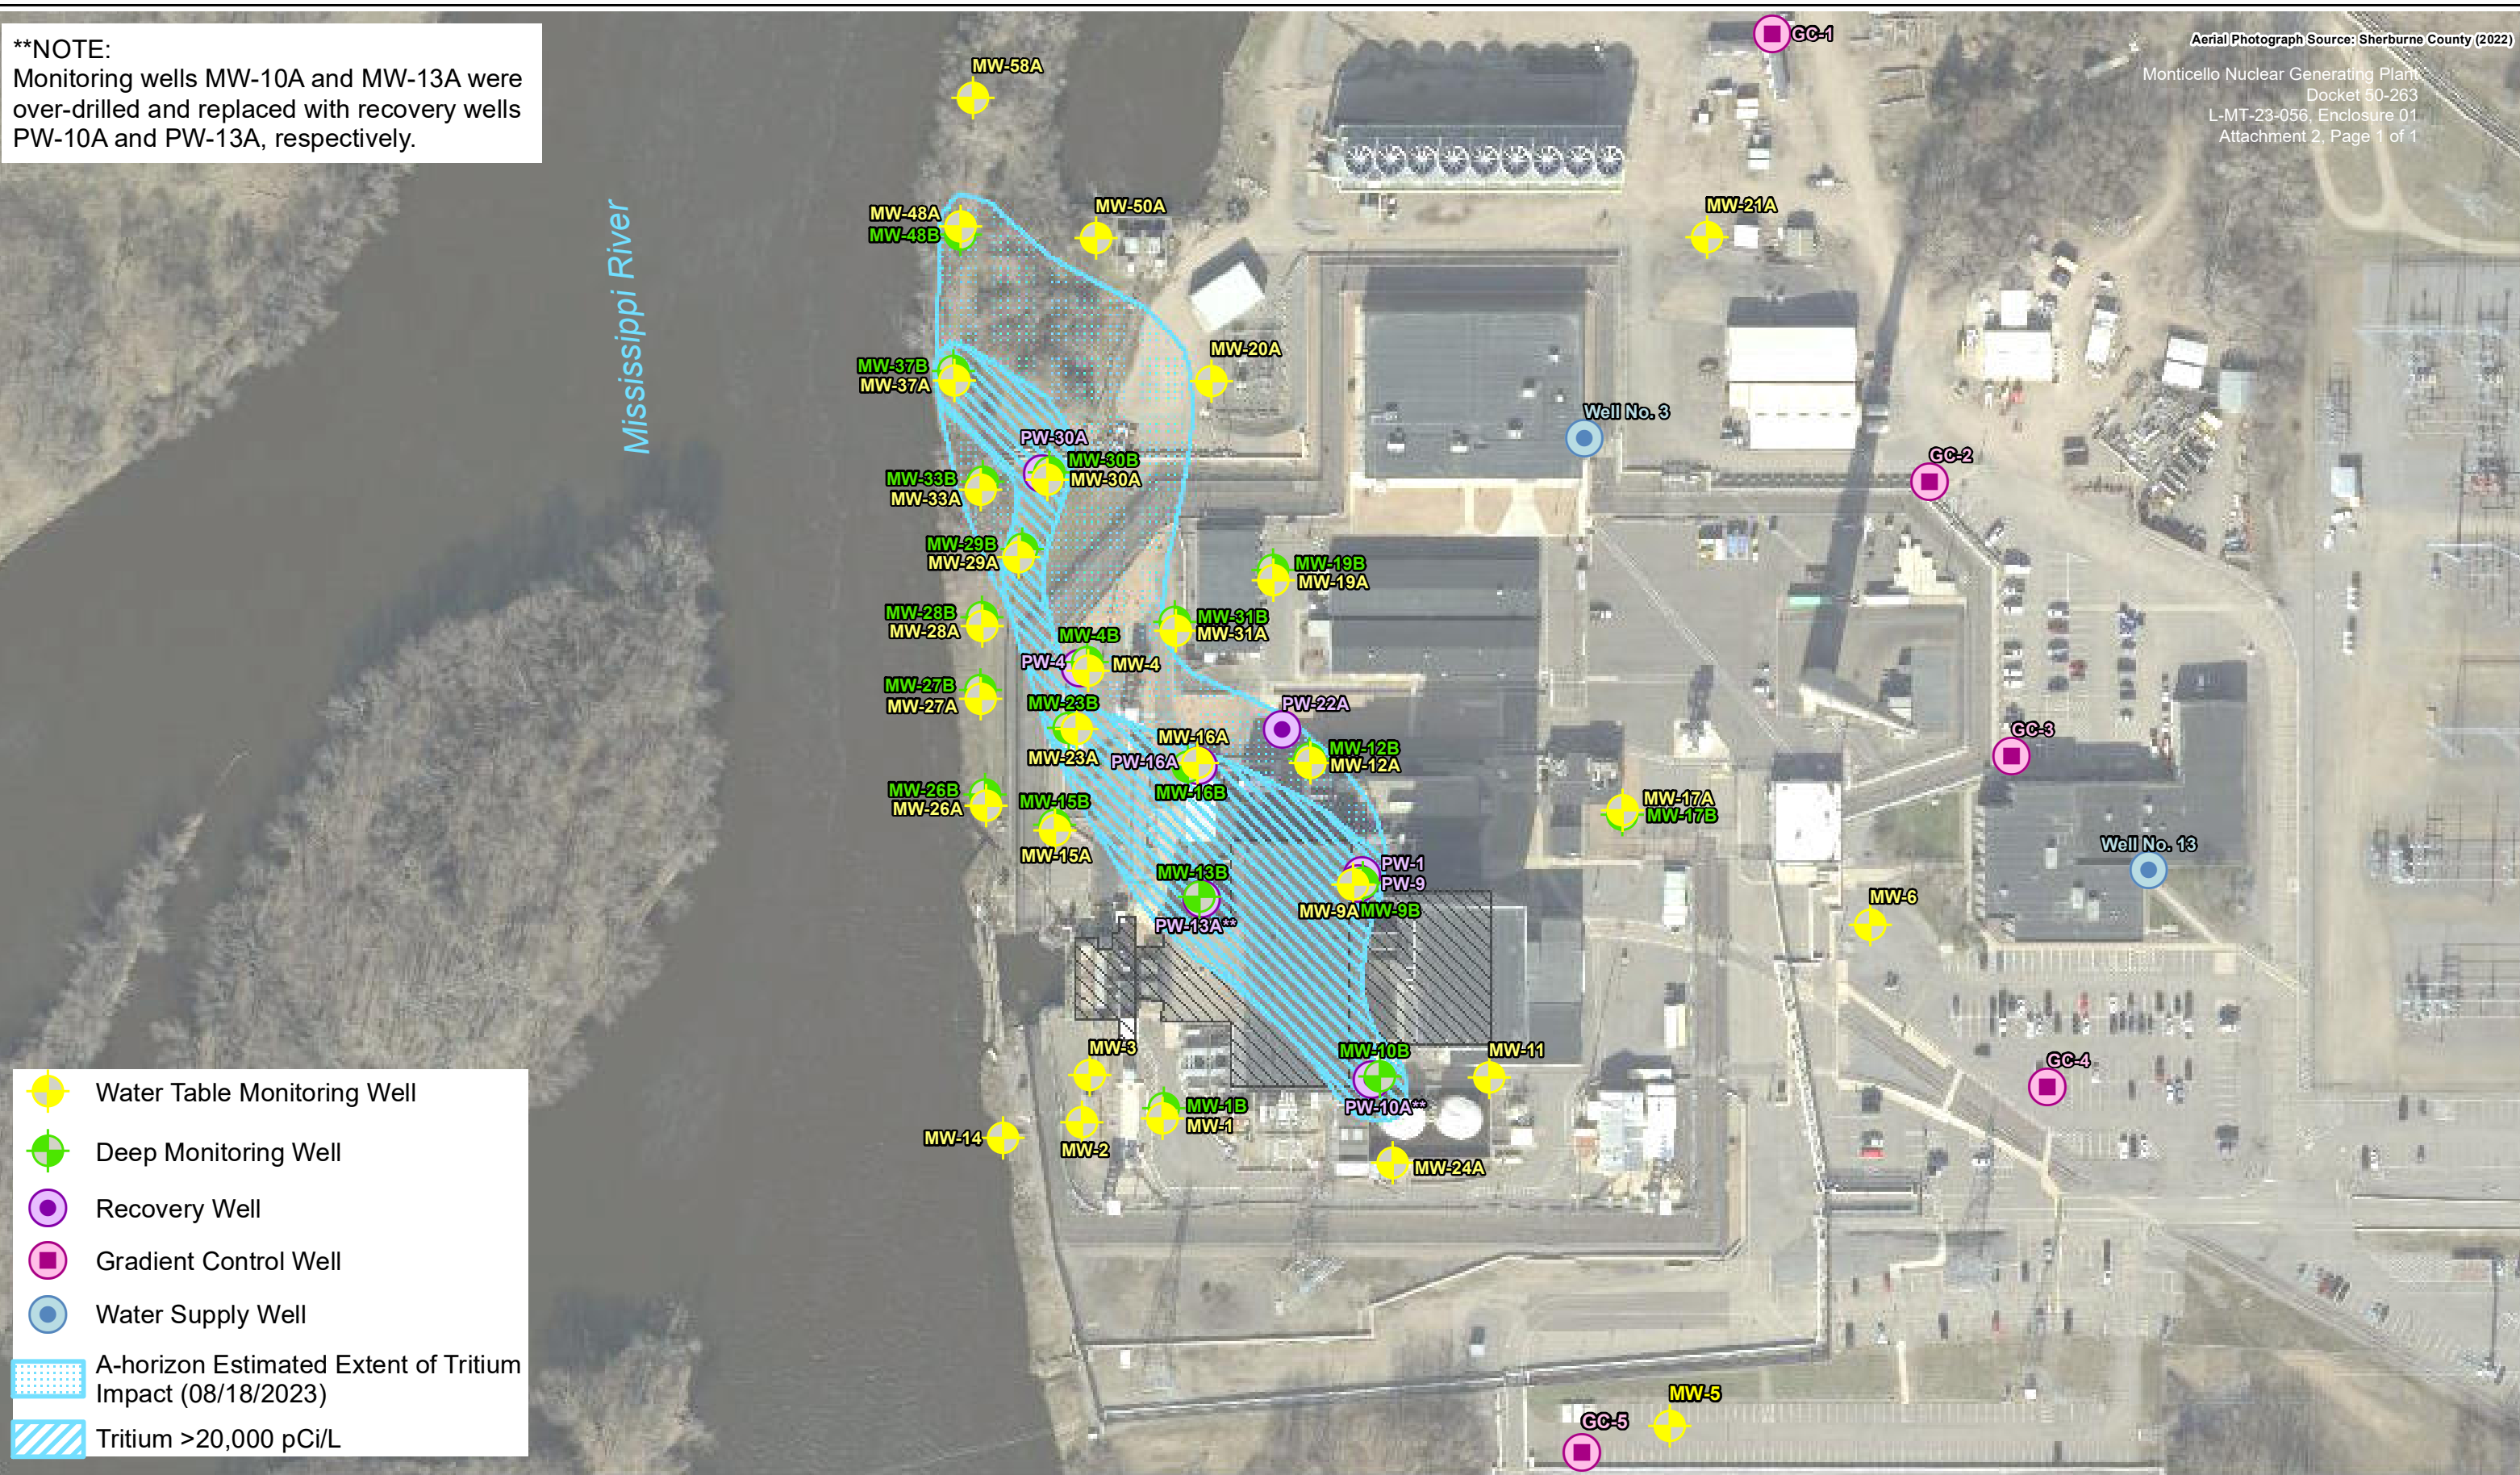 **NOTE:
Monitoring wells MW-10A and MW-13A were
over-drilled and replaced with recovery wells
PW-10A and PW-13A, respectively.
Aerial Photograph Source: Sherburne County (2022)
Monticello Nuclear Generating Plant
Docket 50-263
L-MT-23-056, Enclosure 01
Attachment 2, Page 1 of 1
GC-1
MW-58A
MW-48A
MW-48B
MW-50A
MW-21A
Mississippi River
MW-20A
MW-37B
MW-37A
Well No. 3
PW-30A
MW-30B
MW-30A
GC-2
MW-33B
MW-33A
MW-29B
MW-29A
MW-19B
MW-19A
MW-28B
MW-28A
MW-31B
MW-31A
MW-4B
PW-4
MW-4
MW-27B
MW-27A
MW-23B
MW-23A
PW-22A
GC-3
MW-16A
PW-16A
MW-16B
MW-12B
MW-12A
MW-26B
MW-26A
MW-15B
MW-15A
MW-17A
MW-17B
Well No. 13
MW-13B
PW-13A**
PW-1
PW-9
MW-9A
MW-9B
MW-6
MW-3
MW-10B
PW-10A**
MW-11
GC-4
MW-1B
MW-1
MW-14
MW-2
MW-24A
MW-5
GC-5
Water Table Monitoring Well
Deep Monitoring Well
Recovery Well
Gradient Control Well
Water Supply Well
A-horizon Estimated Extent of Tritium
Impact (08/18/2023)
Tritium >20,000 pCi/L